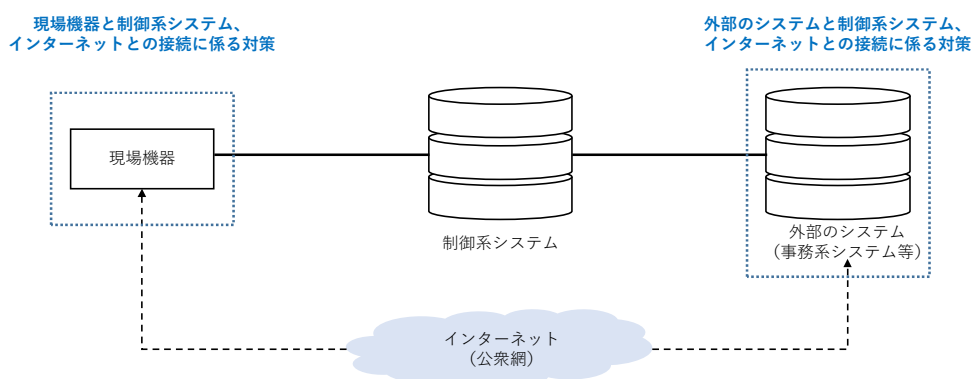 現場機器と制御系システム、
インターネットとの接続に係る対策
外部のシステムと制御系システム、
インターネットとの接続に係る対策
現場機器
制御系システム
外部のシステム
（事務系システム等）
インターネット
（公衆網）